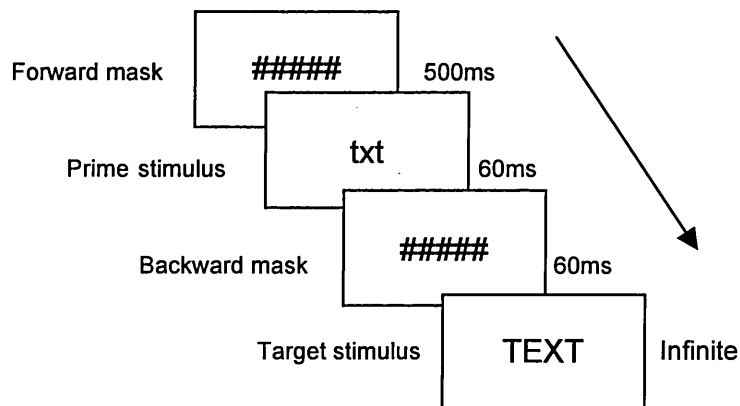 Forward mask ##### 500ms
Prime stimulus txt 60ms
Backward mask ##### 60ms
Target stimulus TEXT Infinite